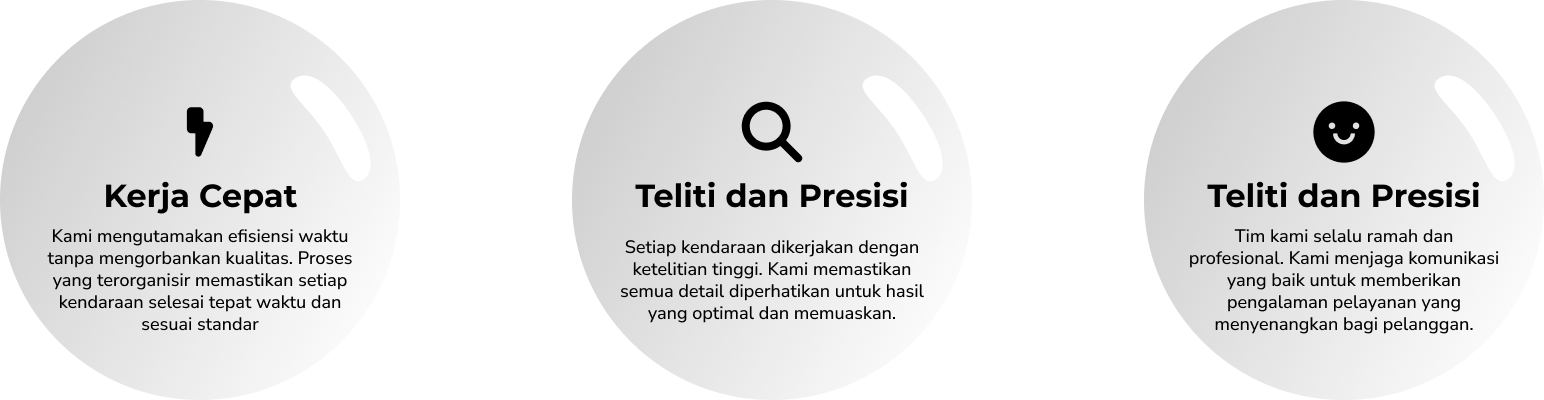 Kerja Cepat
Kami mengutamakan efisiensi waktu
tanpa mengorbankan kualitas. Proses
yang terorganisir memastikan setiap
kendaraan selesai tepat waktu dan
sesuai standar
Teliti dan Presisi
Setiap kendaraan dikerjakan dengan
ketelitian tinggi. Kami memastikan
semua detail diperhatikan untuk hasil
yang optimal dan memuaskan.
Teliti dan Presisi
Tim kami selalu ramah dan
profesional. Kami menjaga komunikasi
yang baik untuk memberikan
pengalaman pelayanan yang
menyenangkan bagi pelanggan.